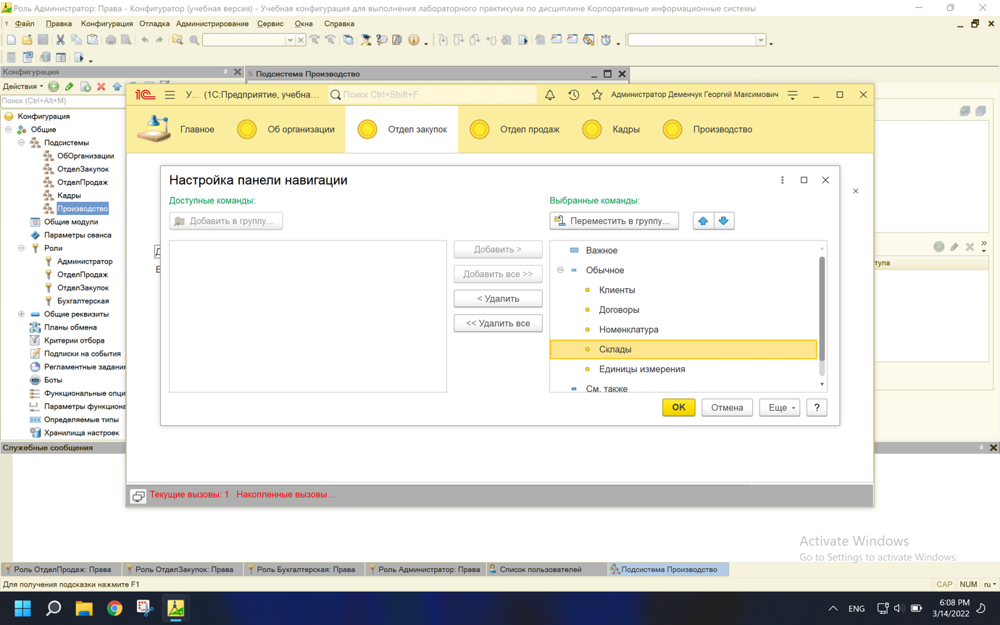 Роль Администратор: Права - Конфигуратор (учебная версия) - Учебная конфигурация для выполнения лабораторного практикума по дисциплине Корпоративные информационные системы
Файл Правка Конфигурация Отладка Администрирование Сервис Окна Справка
Конфигурация
Подсистема Производство
Действия
Поиск (Ctrl+Alt+M)
1С У... (1С:Предприятие, учебна... Поиск Ctrl+Shift+F Администратор Деменчук Георгий Максимович
Главное Об организации Отдел закупок Отдел продаж Кадры Производство
Конфигурация
Общие
Подсистемы
ОбОрганизации
ОтделЗакупок
ОтделПродаж
Кадры
Производство
Общие модули
Параметры сеанса
Роли
Администратор
ОтделПродаж
ОтделЗакупок
Бухгалтерская
Общие реквизиты
Планы обмена
Критерии отбора
Подписки на события
Регламентные задания
Боты
Функциональные опци
Параметры функциона
Определяемые типы
Хранилища настроек
Настройка панели навигации
Доступные команды:
Добавить в группу...
Добавить >
Добавить все >>
< Удалить
<< Удалить все
Выбранные команды:
Переместить в группу...
Важное
Обычное
Клиенты
Договоры
Номенклатура
Склады
Единицы измерения
См. также
OK Отмена Еще ?
тупа
Служебные сообщения
Текущие вызовы: 1 Накопленные вызовы...
Activate Windows
Go to Settings to activate Windows.
Роль ОтделПродаж: Права Роль ОтделЗакупок: Права Роль Бухгалтерская: Права Роль Администратор: Права Список пользователей Подсистема Производство
Для получения подсказки нажмите F1
CAP NUM ru
ENG
6:08 PM
3/14/2022